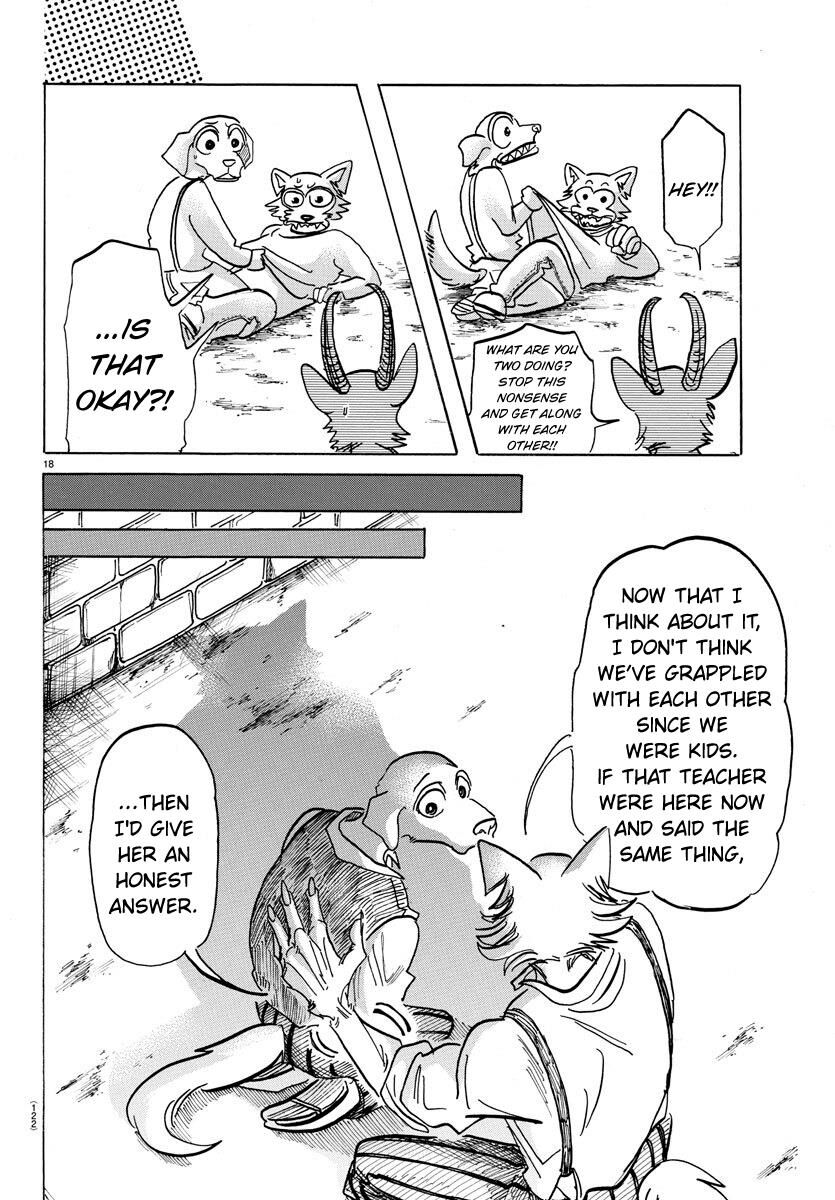 HEY!!
WHAT ARE YOU
TWO DOING?
STOP THIS
NONSENSE
AND GET ALONG
WITH EACH
OTHER!!
...IS
THAT
OKAY?!
18
NOW THAT I
THINK ABOUT IT,
I DON'T THINK
WE'VE GRAPPLED
WITH EACH OTHER
SINCE WE
WERE KIDS.
IF THAT TEACHER
WERE HERE NOW
AND SAID THE
SAME THING,
...THEN
I'D GIVE
HER AN
HONEST
ANSWER.
(122)